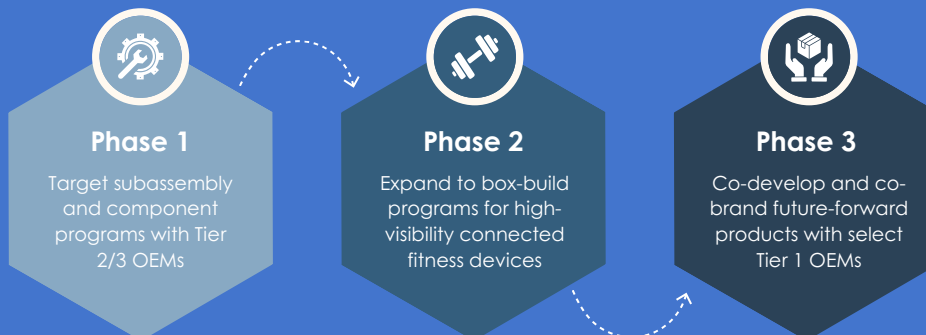 Phase 1
Target subassembly
and component
programs with Tier
2/3 OEMs
Phase 2
Expand to box-build
programs for high-
visibility connected
fitness devices
Phase 3
Co-develop and co-
brand future-forward
products with select
Tier 1 OEMs